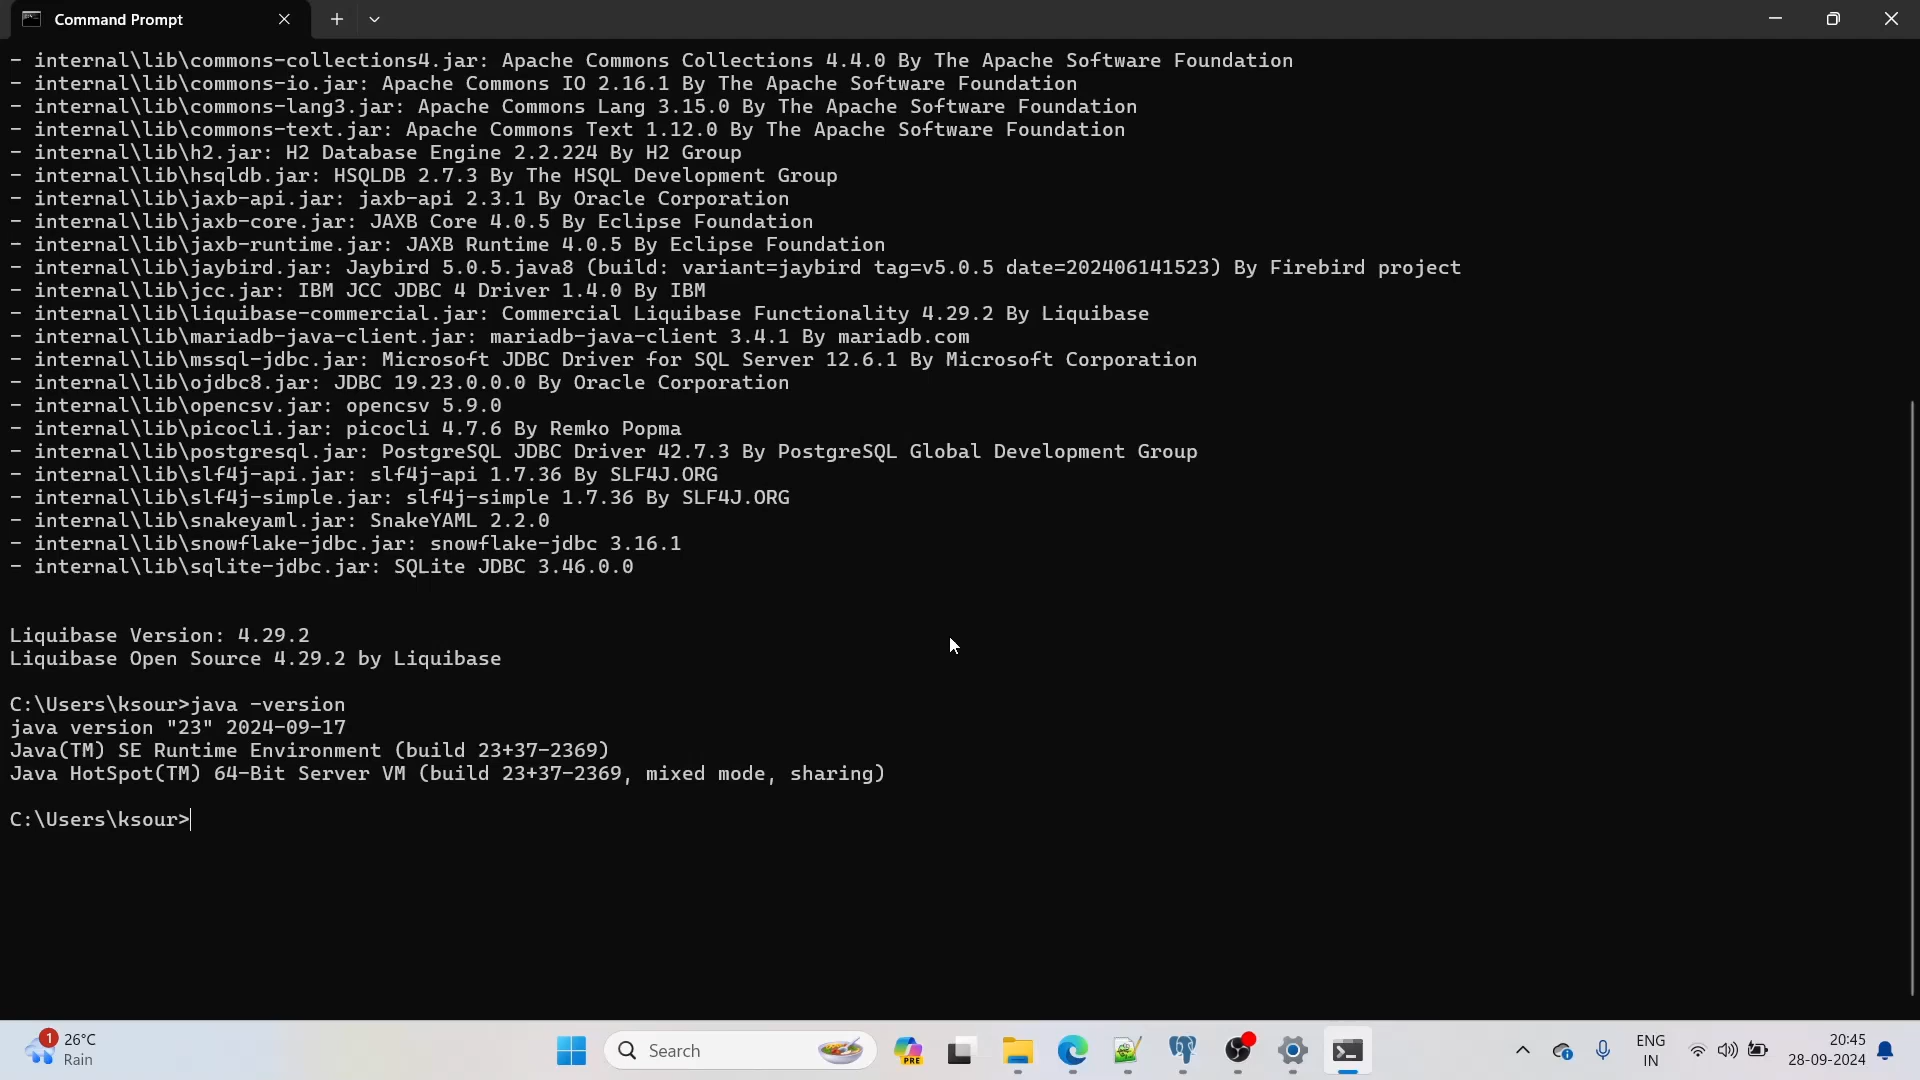 Command Prompt
- internal\lib\commons-collections4.jar: Apache Commons Collections 4.4.0 By The Apache Software Foundation
- internal\lib\commons-io.jar: Apache Commons IO 2.16.1 By The Apache Software Foundation
- internal\lib\commons-lang3.jar: Apache Commons Lang 3.15.0 By The Apache Software Foundation
- internal\lib\commons-text.jar: Apache Commons Text 1.12.0 By The Apache Software Foundation
- internal\lib\h2.jar: H2 Database Engine 2.2.224 By H2 Group
- internal\lib\hsqldb.jar: HSQLDB 2.7.3 By The HSQL Development Group
- internal\lib\jaxb-api.jar: jaxb-api 2.3.1 By Oracle Corporation
- internal\lib\jaxb-core.jar: JAXB Core 4.0.5 By Eclipse Foundation
- internal\lib\jaxb-runtime.jar: JAXB Runtime 4.0.5 By Eclipse Foundation
- internal\lib\jaybird.jar: Jaybird 5.0.5.java8 (build: variant=jaybird tag=v5.0.5 date=202406141523) By Firebird project
- internal\lib\jcc.jar: IBM JCC JDBC 4 Driver 1.4.0 By IBM
- internal\lib\liquibase-commercial.jar: Commercial Liquibase Functionality 4.29.2 By Liquibase
- internal\lib\mariadb-java-client.jar: mariadb-java-client 3.4.1 By mariadb.com
- internal\lib\mssql-jdbc.jar: Microsoft JDBC Driver for SQL Server 12.6.1 By Microsoft Corporation
- internal\lib\ojdbc8.jar: JDBC 19.23.0.0.0 By Oracle Corporation
- internal\lib\opencsv.jar: opencsv 5.9.0
- internal\lib\picocli.jar: picocli 4.7.6 By Remko Popma
- internal\lib\postgresql.jar: PostgreSQL JDBC Driver 42.7.3 By PostgreSQL Global Development Group
- internal\lib\slf4j-api.jar: slf4j-api 1.7.36 By SLF4J.ORG
- internal\lib\slf4j-simple.jar: slf4j-simple 1.7.36 By SLF4J.ORG
- internal\lib\snakeyaml.jar: SnakeYAML 2.2.0
- internal\lib\snowflake-jdbc.jar: snowflake-jdbc 3.16.1
- internal\lib\sqlite-jdbc.jar: SQLite JDBC 3.46.0.0
Liquibase Version: 4.29.2
Liquibase Open Source 4.29.2 by Liquibase
C:\Users\ksour>java -version
java version "23" 2024-09-17
Java(TM) SE Runtime Environment (build 23+37-2369)
Java HotSpot(TM) 64-Bit Server VM (build 23+37-2369, mixed mode, sharing)
C:\Users\ksour>
1
26°C
Rain
Search
PRE
ENG
IN
20:45
28-09-2024